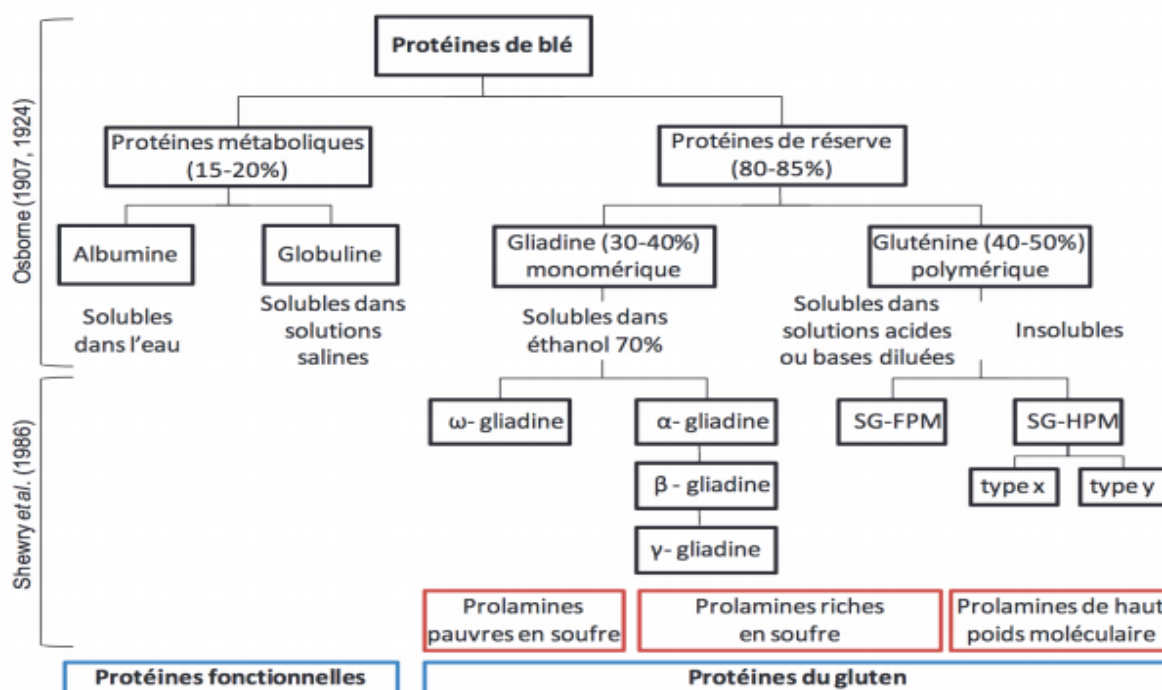 Protéines de blé
Osborne (1907, 1924)
Protéines métaboliques
(15-20%)
Protéines de réserve
(80-85%)
Albumine
Globuline
Gliadine (30-40%)
monomérique
Gluténine (40-50%)
polymérique
Solubles
dans l'eau
Solubles dans
solutions
salines
Solubles dans
éthanol 70%
Solubles dans
solutions acides
ou bases diluées
Insolubles
Shewry et al. (1986)
ω- gliadine
α- gliadine
SG-FPM
SG-HPM
β - gliadine
type x
type y
γ- gliadine
Prolamines
pauvres en soufre
Prolamines riches
en soufre
Prolamines de haut
poids moléculaire
Protéines fonctionnelles
Protéines du gluten